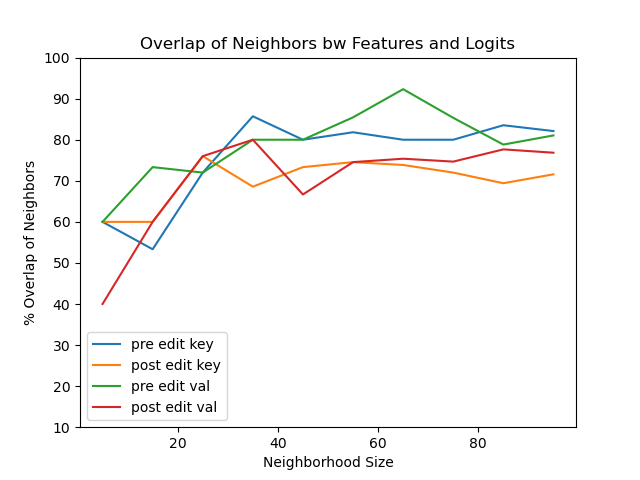 Overlap of Neighbors bw Features and Logits
100
90
80
70
60
50
40
30
20
10
% Overlap of Neighbors
pre edit key
post edit key
pre edit val
post edit val
20 40 60 80
Neighborhood Size